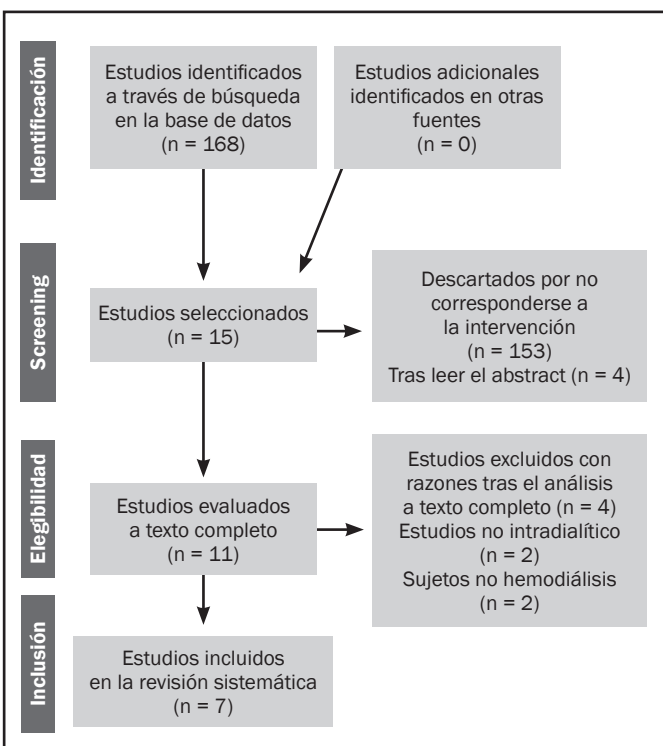 Identificación
Estudios identificados
a través de búsqueda
en la base de datos
(n = 168)
Estudios adicionales
identificados en otras
fuentes
(n = 0)
Screening
Estudios seleccionados
(n = 15)
Descartados por no
corresponderse a
la intervención
(n = 153)
Tras leer el abstract (n = 4)
Elegibilidad
Estudios evaluados
a texto completo
(n = 11)
Estudios excluidos con
razones tras el análisis
a texto completo (n = 4)
Estudios no intradialítico
(n = 2)
Sujetos no hemodiálisis
(n = 2)
Inclusión
Estudios incluidos
en la revisión sistemática
(n = 7)